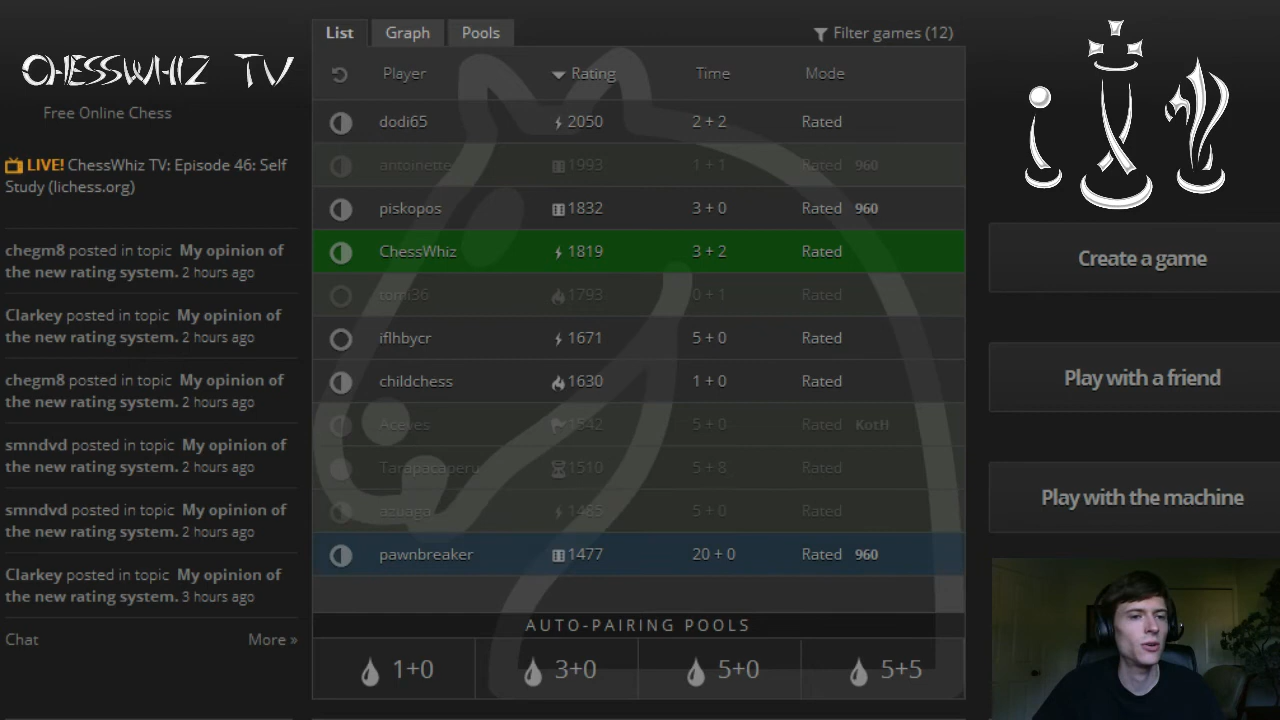 CHESSWHIZ TV
Free Online Chess
LIVE! ChessWhiz TV: Episode 46: Self
Study (lichess.org)
chegm8 posted in topic My opinion of
the new rating system. 2 hours ago
Clarkey posted in topic My opinion of
the new rating system. 2 hours ago
chegm8 posted in topic My opinion of
the new rating system. 2 hours ago
smndvd posted in topic My opinion of
the new rating system. 2 hours ago
smndvd posted in topic My opinion of
the new rating system. 2 hours ago
Clarkey posted in topic My opinion of
the new rating system. 3 hours ago
Chat More »
List Graph Pools Filter games (12)
Player Rating Time Mode
dodi65 2050 2 + 2 Rated
antoinette 1993 1 + 1 Rated 960
piskopos 1832 3 + 0 Rated 960
ChessWhiz 1819 3 + 2 Rated
tomi36 1793 0 + 1 Rated
iflhbycr 1671 5 + 0 Rated
childchess 1630 1 + 0 Rated
Aceves 1542 5 + 0 Rated KotH
Tarapacaperu 1510 5 + 8 Rated
azuaga 1485 5 + 0 Rated
pawnbreaker 1477 20 + 0 Rated 960
AUTO-PAIRING POOLS
1+0 3+0 5+0 5+5
Create a game
Play with a friend
Play with the machine